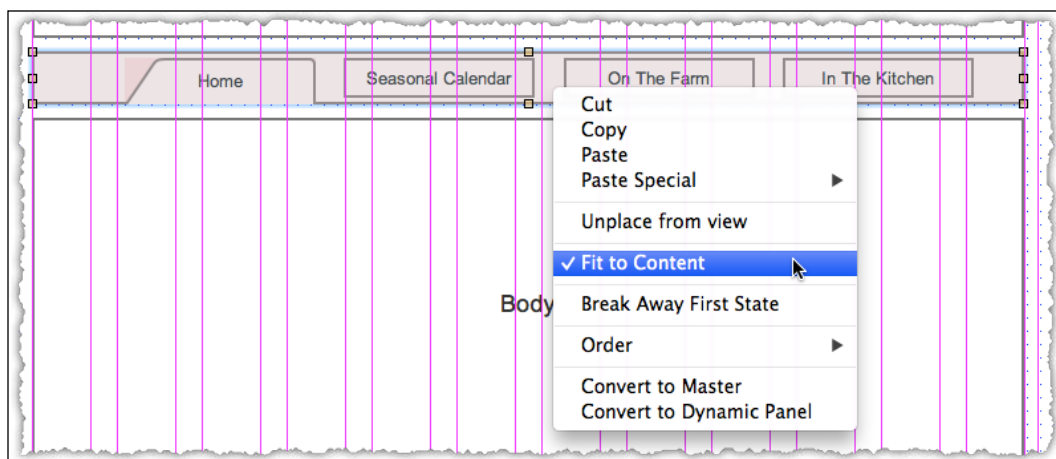 Home
Seasonal Calendar
On The Farm
In The Kitchen
Cut
Copy
Paste
Paste Special
Unplace from view
Fit to Content
Body
Break Away First State
Order
Convert to Master
Convert to Dynamic Panel